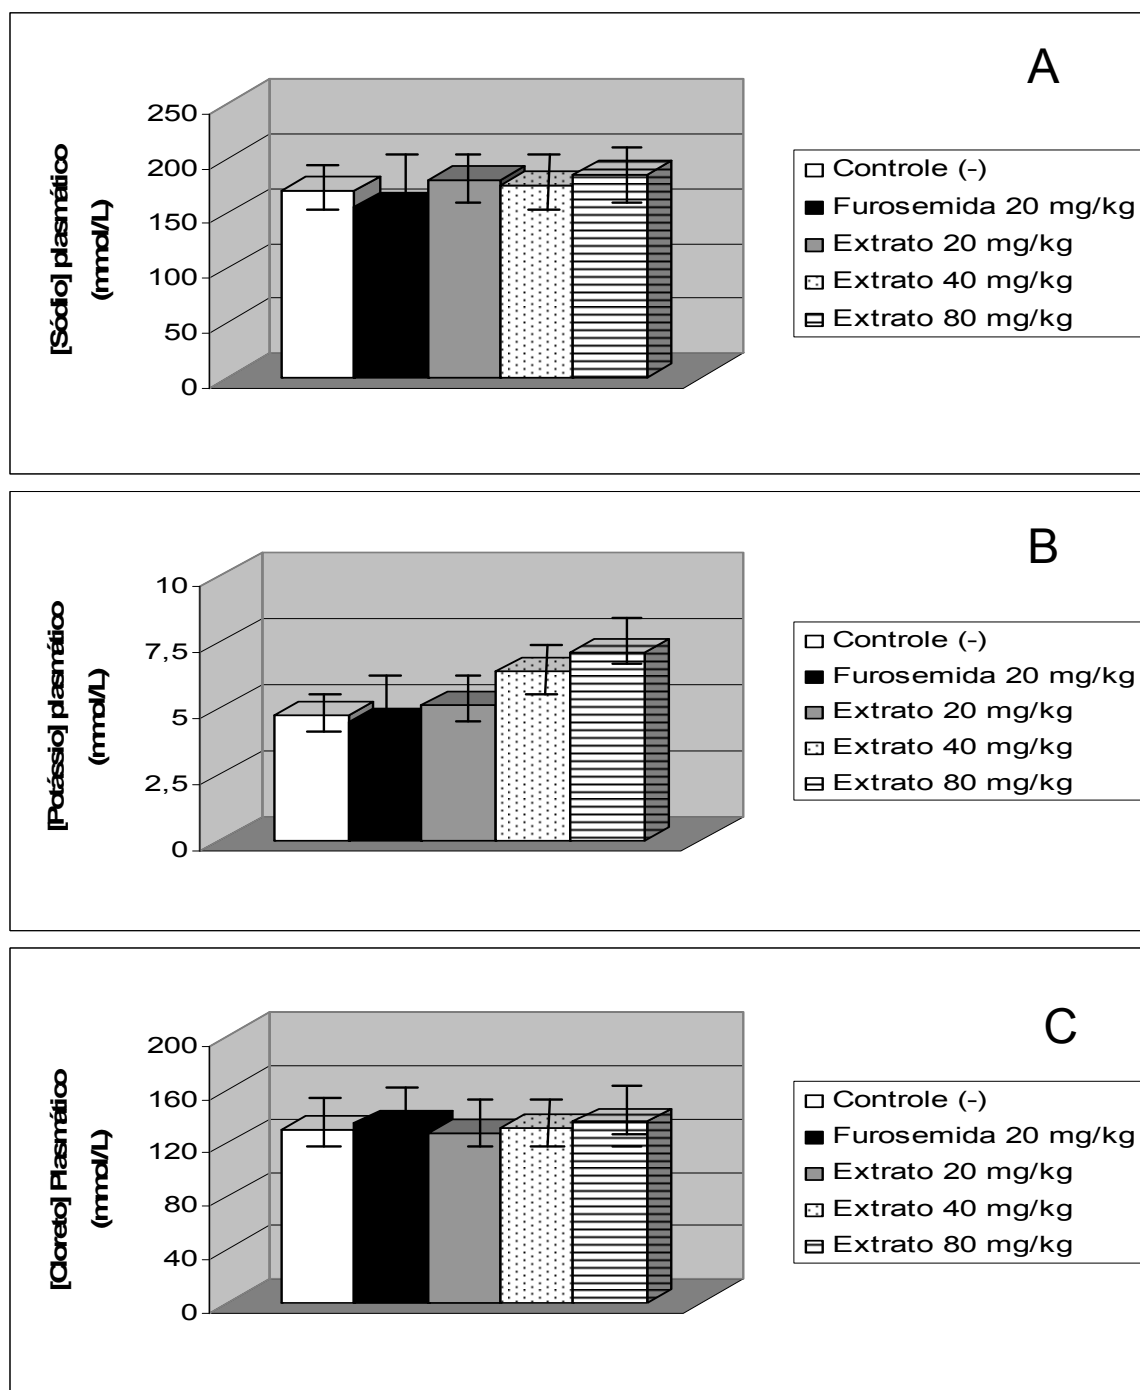 A
[Sódio] plasmático
(mmol/L)
250
200
150
100
50
0
Controle (-)
Furosemida 20 mg/kg
Extrato 20 mg/kg
Extrato 40 mg/kg
Extrato 80 mg/kg
B
[Potássio] plasmático
(mmol/L)
10
7,5
5
2,5
0
Controle (-)
Furosemida 20 mg/kg
Extrato 20 mg/kg
Extrato 40 mg/kg
Extrato 80 mg/kg
C
[Cloreto] Plasmático
(mmol/L)
200
160
120
80
40
0
Controle (-)
Furosemida 20 mg/kg
Extrato 20 mg/kg
Extrato 40 mg/kg
Extrato 80 mg/kg